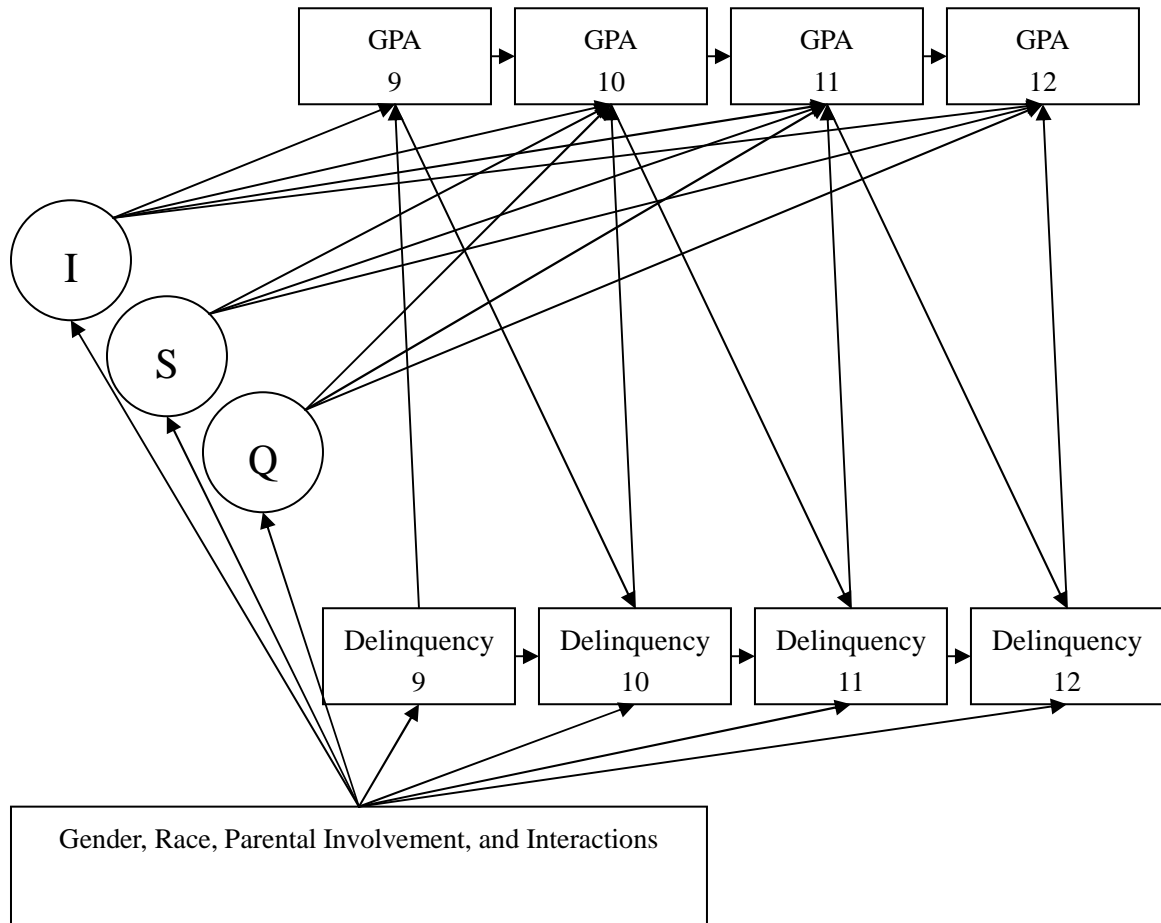 GPA
9
GPA
10
GPA
11
GPA
12
I
S
Q
Delinquency
9
Delinquency
10
Delinquency
11
Delinquency
12
Gender, Race, Parental Involvement, and Interactions